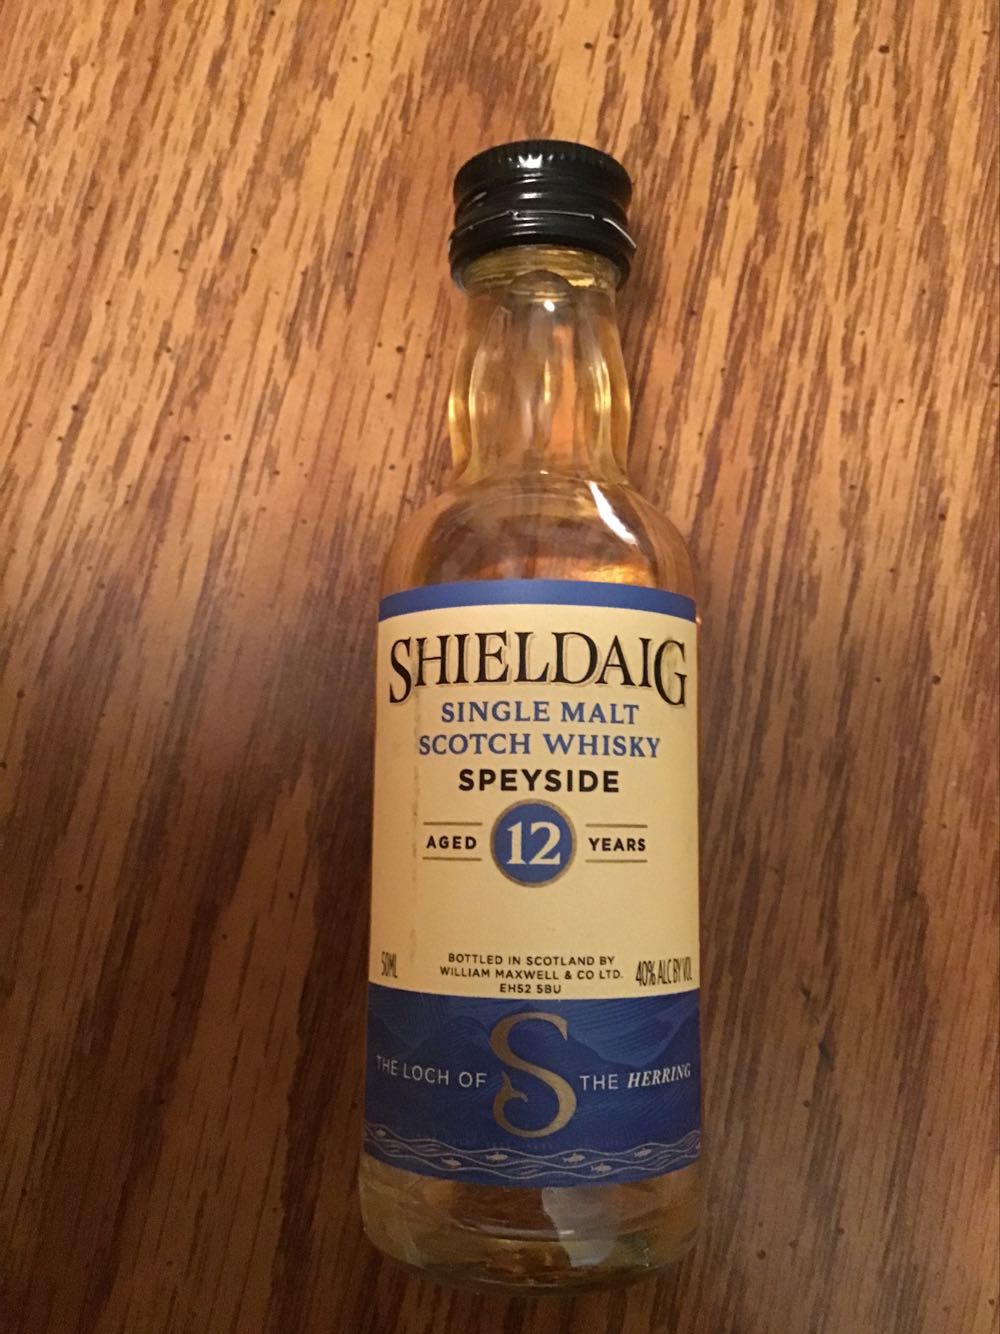 SHIELDAIG
SINGLE MALT
SCOTCH WHISKY
SPEYSIDE
AGED 12 YEARS
50ML
BOTTLED IN SCOTLAND BY
WILLIAM MAXWELL & CO LTD.
EH52 5BU
40% ALC BY VOL
S
THE LOCH OF THE HERRING